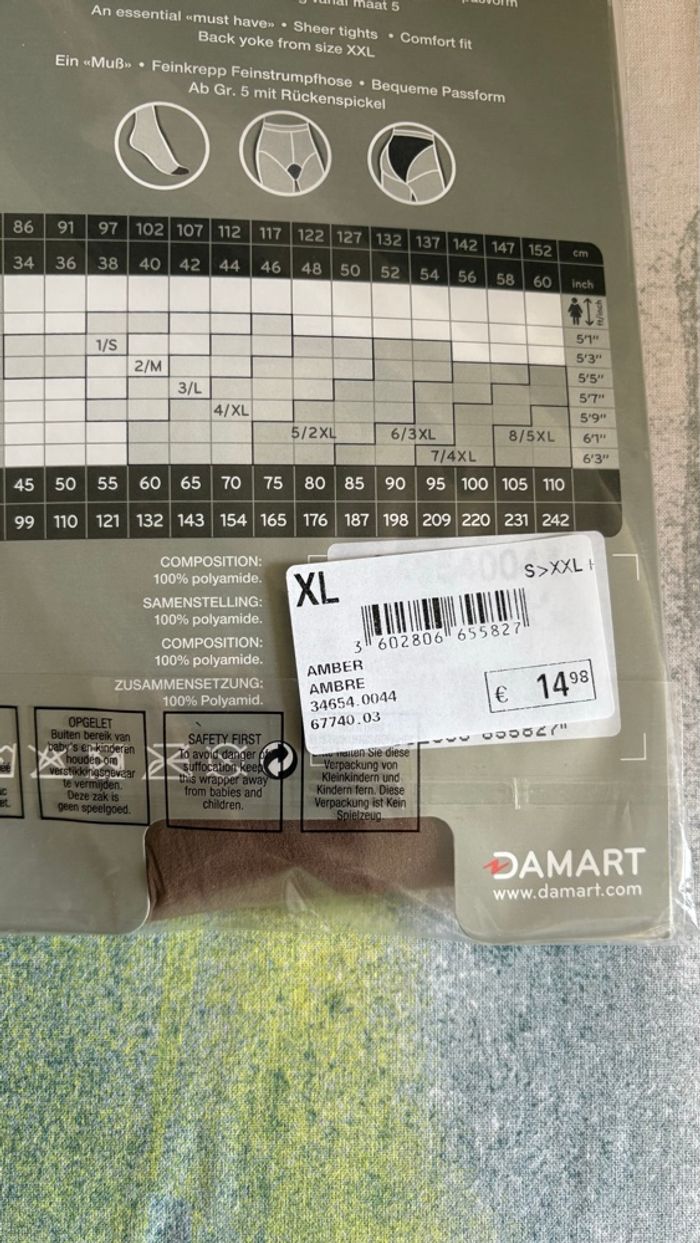 maat 5
An essential «must have» • Sheer tights • Comfort fit
Back yoke from size XXL
Ein «Muß» • Feinkrepp Feinstrumpfhose • Bequeme Passform
Ab Gr. 5 mit Rückenspickel
86 91 97 102 107 112 117 122 127 132 137 142 147 152 cm
34 36 38 40 42 44 46 48 50 52 54 56 58 60 inch
ft/inch
5'1"
1/S 5'3"
2/M 5'5"
3/L 5'7"
4/XL 5'9"
5/2XL 6/3XL 8/5XL 6'1"
7/4XL 6'3"
45 50 55 60 65 70 75 80 85 90 95 100 105 110
99 110 121 132 143 154 165 176 187 198 209 220 231 242
COMPOSITION:
100% polyamide.
SAMENSTELLING:
100% polyamide.
COMPOSITION:
100% polyamide.
ZUSAMMENSETZUNG:
100% Polyamid.
XL S>XXL
3 602806 655827
AMBER
AMBRE
34654.0044
67740.03
€ 1498
OPGELET
Buiten bereik van
baby's en kinderen
houden om
verstikkingsgevaar
te vermijden.
Deze zak is
geen speelgoed.
SAFETY FIRST
To avoid danger of
suffocation keep
this wrapper away
from babies and
children.
halten Sie diese
Verpackung von
Kleinkindern und
Kindern fern. Diese
Verpackung ist Kein
Spielzeug.
DAMART
www.damart.com